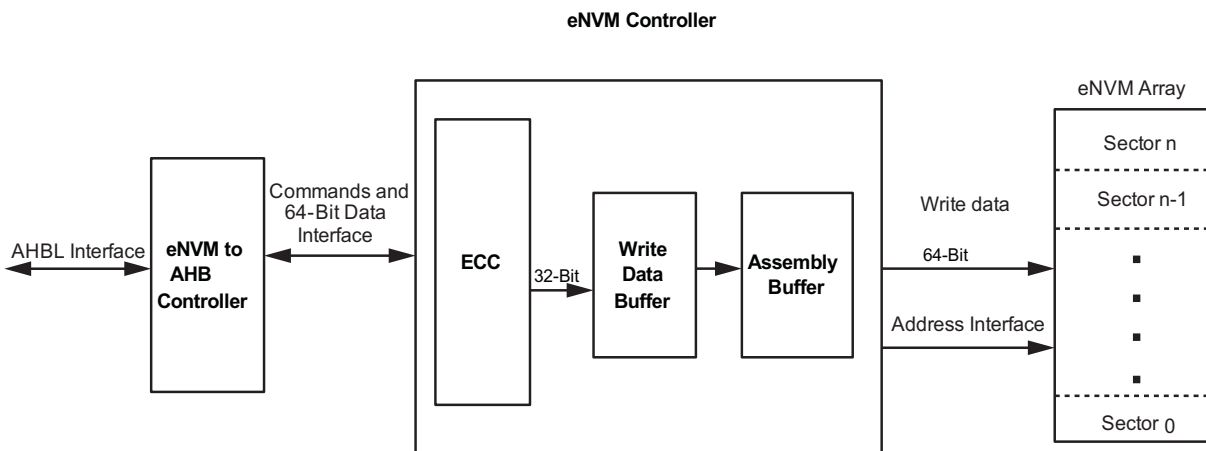 eNVM Controller
eNVM Array
Sector n
Sector n-1
Sector 0
AHBL Interface
eNVM to
AHB
Controller
Commands and
64-Bit Data
Interface
ECC
32-Bit
Write
Data
Buffer
Assembly
Buffer
Write data
64-Bit
Address Interface